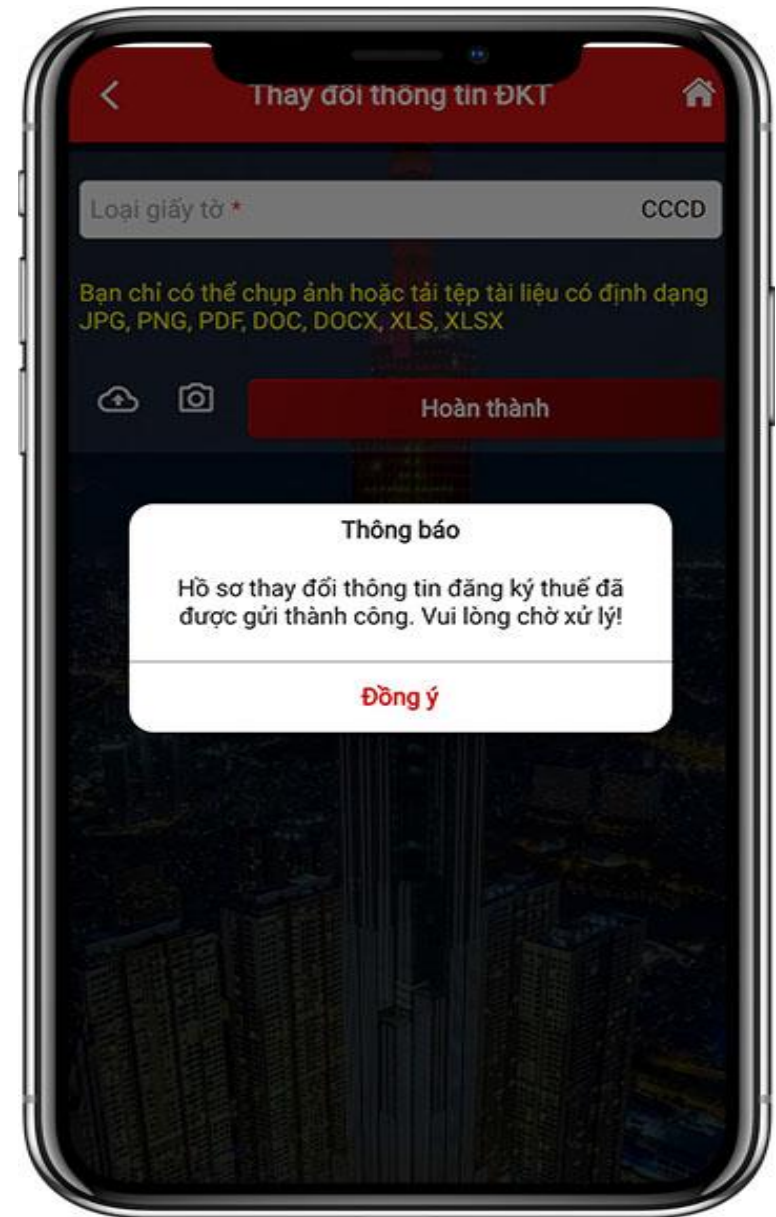 Thay đổi thông tin ĐKT
Loại giấy tờ * CCCD
Bạn chỉ có thể chụp ảnh hoặc tải tệp tài liệu có định dạng
JPG, PNG, PDF, DOC, DOCX, XLS, XLSX
Hoàn thành
Thông báo
Hồ sơ thay đổi thông tin đăng ký thuế đã
được gửi thành công. Vui lòng chờ xử lý!
Đồng ý